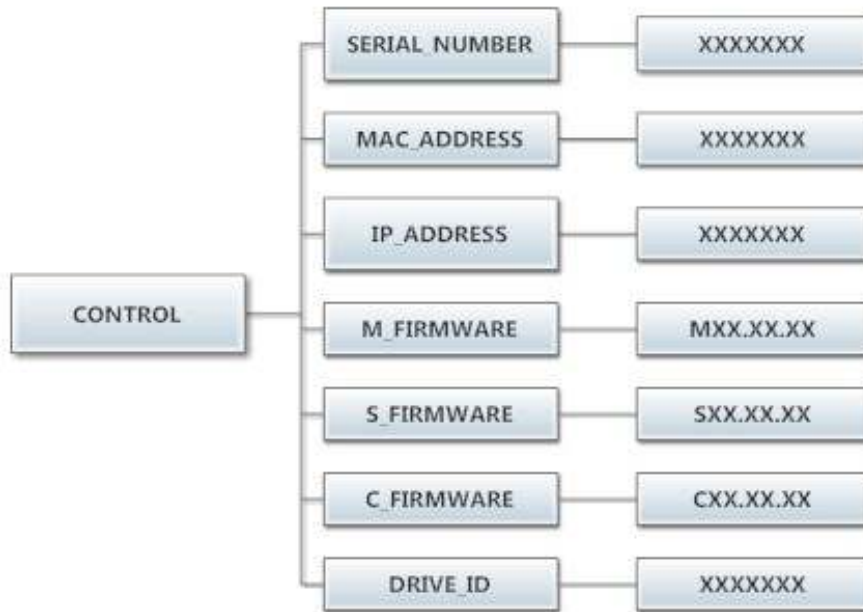 SERIAL_NUMBER XXXXXXX
MAC_ADDRESS XXXXXXX
IP_ADDRESS XXXXXXX
CONTROL
M_FIRMWARE MXX.XX.XX
S_FIRMWARE SXX.XX.XX
C_FIRMWARE CXX.XX.XX
DRIVE_ID XXXXXXX